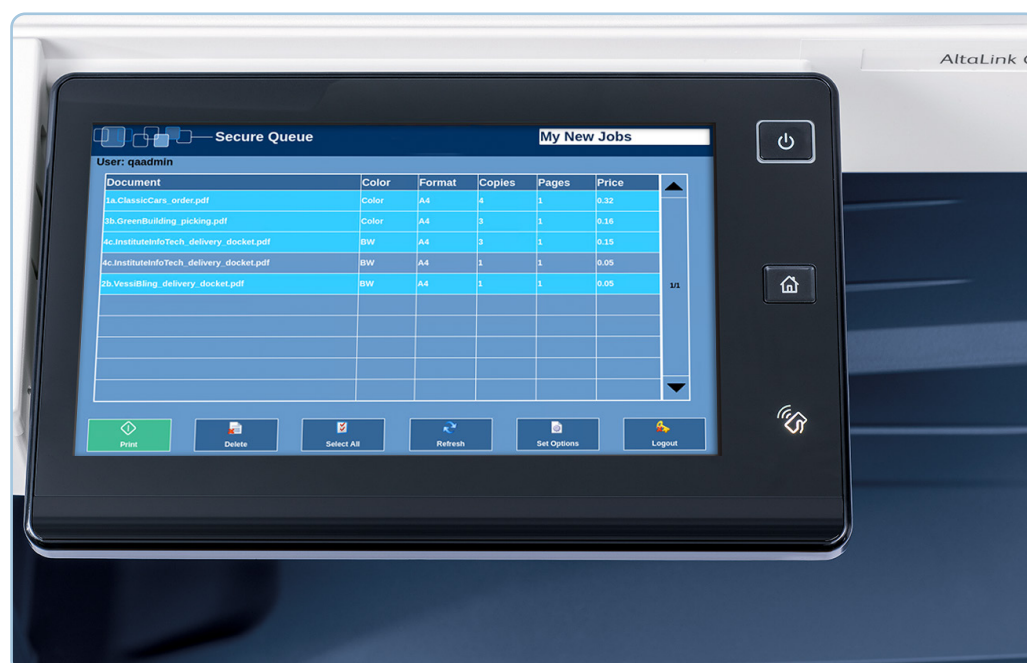 AltaLink
Secure Queue My New Jobs
User: qaadmin
Document Color Format Copies Pages Price
1a.ClassicCars_order.pdf Color A4 4 1 0.32
3b.GreenBuilding_picking.pdf Color A4 3 1 0.16
4c.InstituteInfoTech_delivery_docket.pdf BW A4 3 1 0.15
4c.InstituteInfoTech_delivery_docket.pdf BW A4 1 1 0.05
2b.VessiBling_delivery_docket.pdf BW A4 1 1 0.05
1/1
Print Delete Select All Refresh Set Options Logout